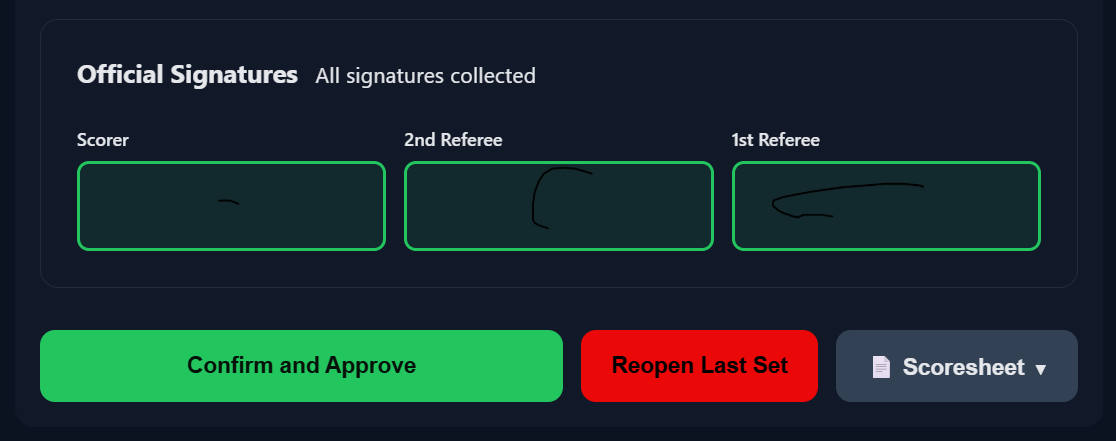 Official Signatures All signatures collected
Scorer 2nd Referee 1st Referee
Confirm and Approve Reopen Last Set Scoresheet ▼